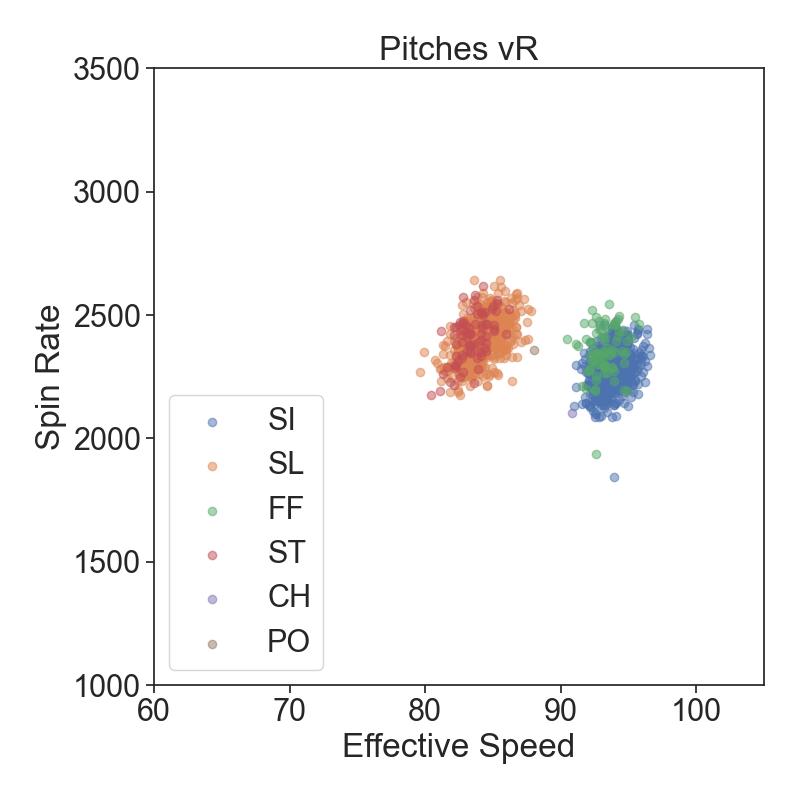 Pitches vR
3500
3000
2500
2000
1500
1000
Spin Rate
SI
SL
FF
ST
CH
PO
60 70 80 90 100
Effective Speed